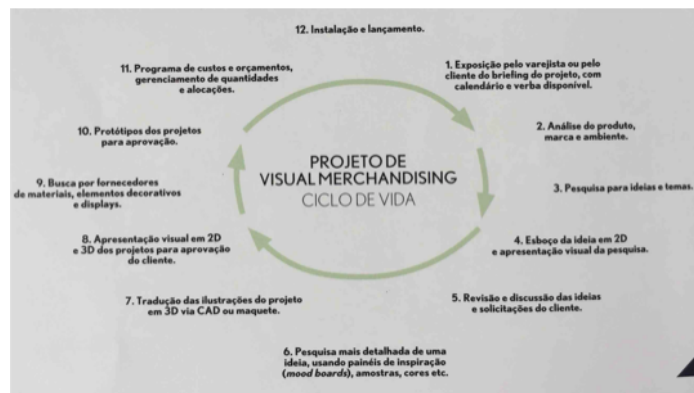 12. Instalação e lançamento.
11. Programa de custos e orçamentos,
gerenciamento de quantidades
e alocações.
1. Exposição pelo varejista ou pelo
cliente do briefing do projeto, com
calendário e verba disponível.
10. Protótipos dos projetos
para aprovação.
2. Análise do produto,
marca e ambiente.
PROJETO DE
VISUAL MERCHANDISING
CICLO DE VIDA
9. Busca por fornecedores
de materiais, elementos decorativos
e displays.
3. Pesquisa para ideias e temas.
8. Apresentação visual em 2D
e 3D dos projetos para aprovação
do cliente.
4. Esboço da ideia em 2D
e apresentação visual da pesquisa.
7. Tradução das ilustrações do projeto
em 3D via CAD ou maquete.
5. Revisão e discussão das ideias
e solicitações do cliente.
6. Pesquisa mais detalhada de uma
ideia, usando painéis de inspiração
(mood boards), amostras, cores etc.